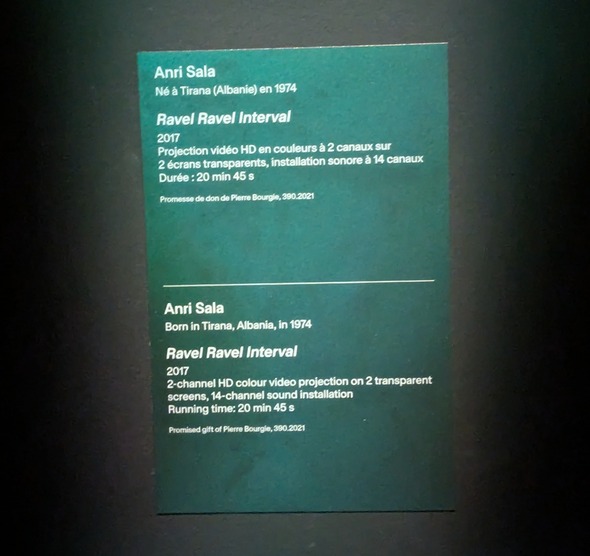 Anri Sala
Né à Tirana (Albanie) en 1974
Ravel Ravel Interval
2017
Projection vidéo HD en couleurs à 2 canaux sur
2 écrans transparents, installation sonore à 14 canaux
Durée : 20 min 45 s
Promesse de don de Pierre Bourgie, 390.2021
Anri Sala
Born in Tirana, Albania, in 1974
Ravel Ravel Interval
2017
2-channel HD colour video projection on 2 transparent
screens, 14-channel sound installation
Running time: 20 min 45 s
Promised gift of Pierre Bourgie, 390.2021